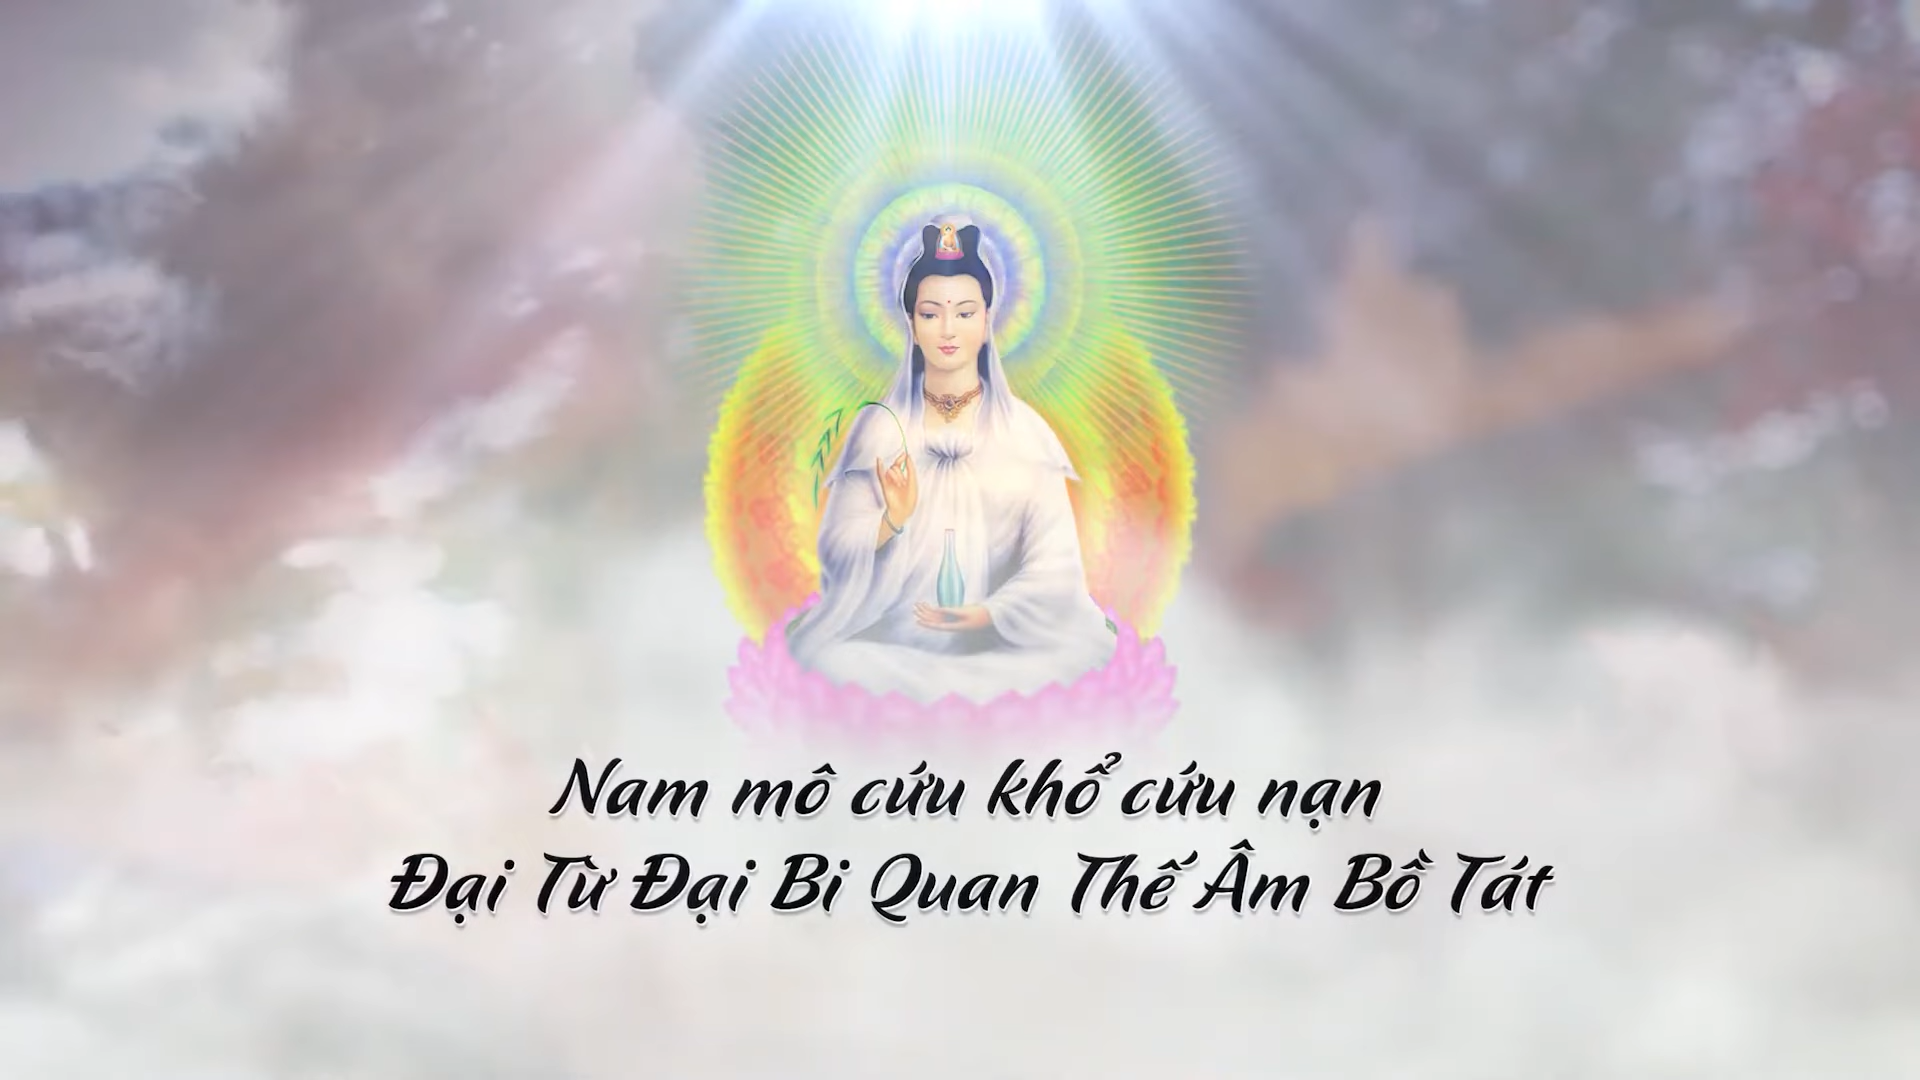 Nam mô cứu khổ cứu nạn
Đại Từ Đại Bi Quan Thế Âm Bồ Tát